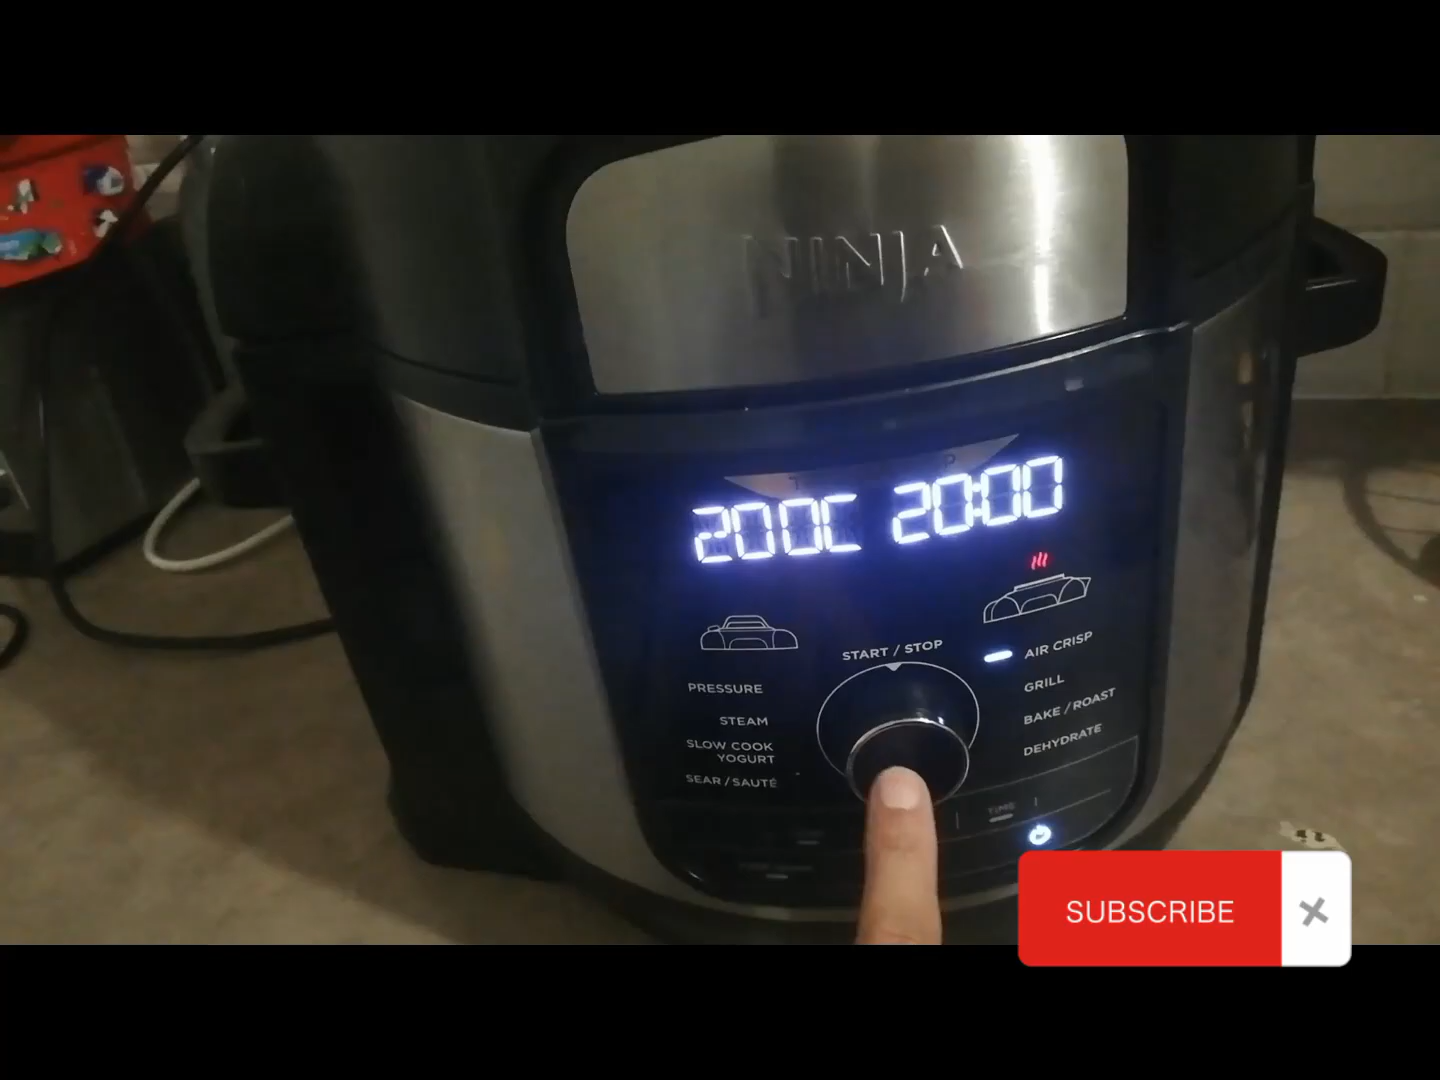 NINJA
200C 20:00
START / STOP
PRESSURE
STEAM
SLOW COOK
YOGURT
SEAR / SAUTÉ
AIR CRISP
GRILL
BAKE / ROAST
DEHYDRATE
TIME
SUBSCRIBE